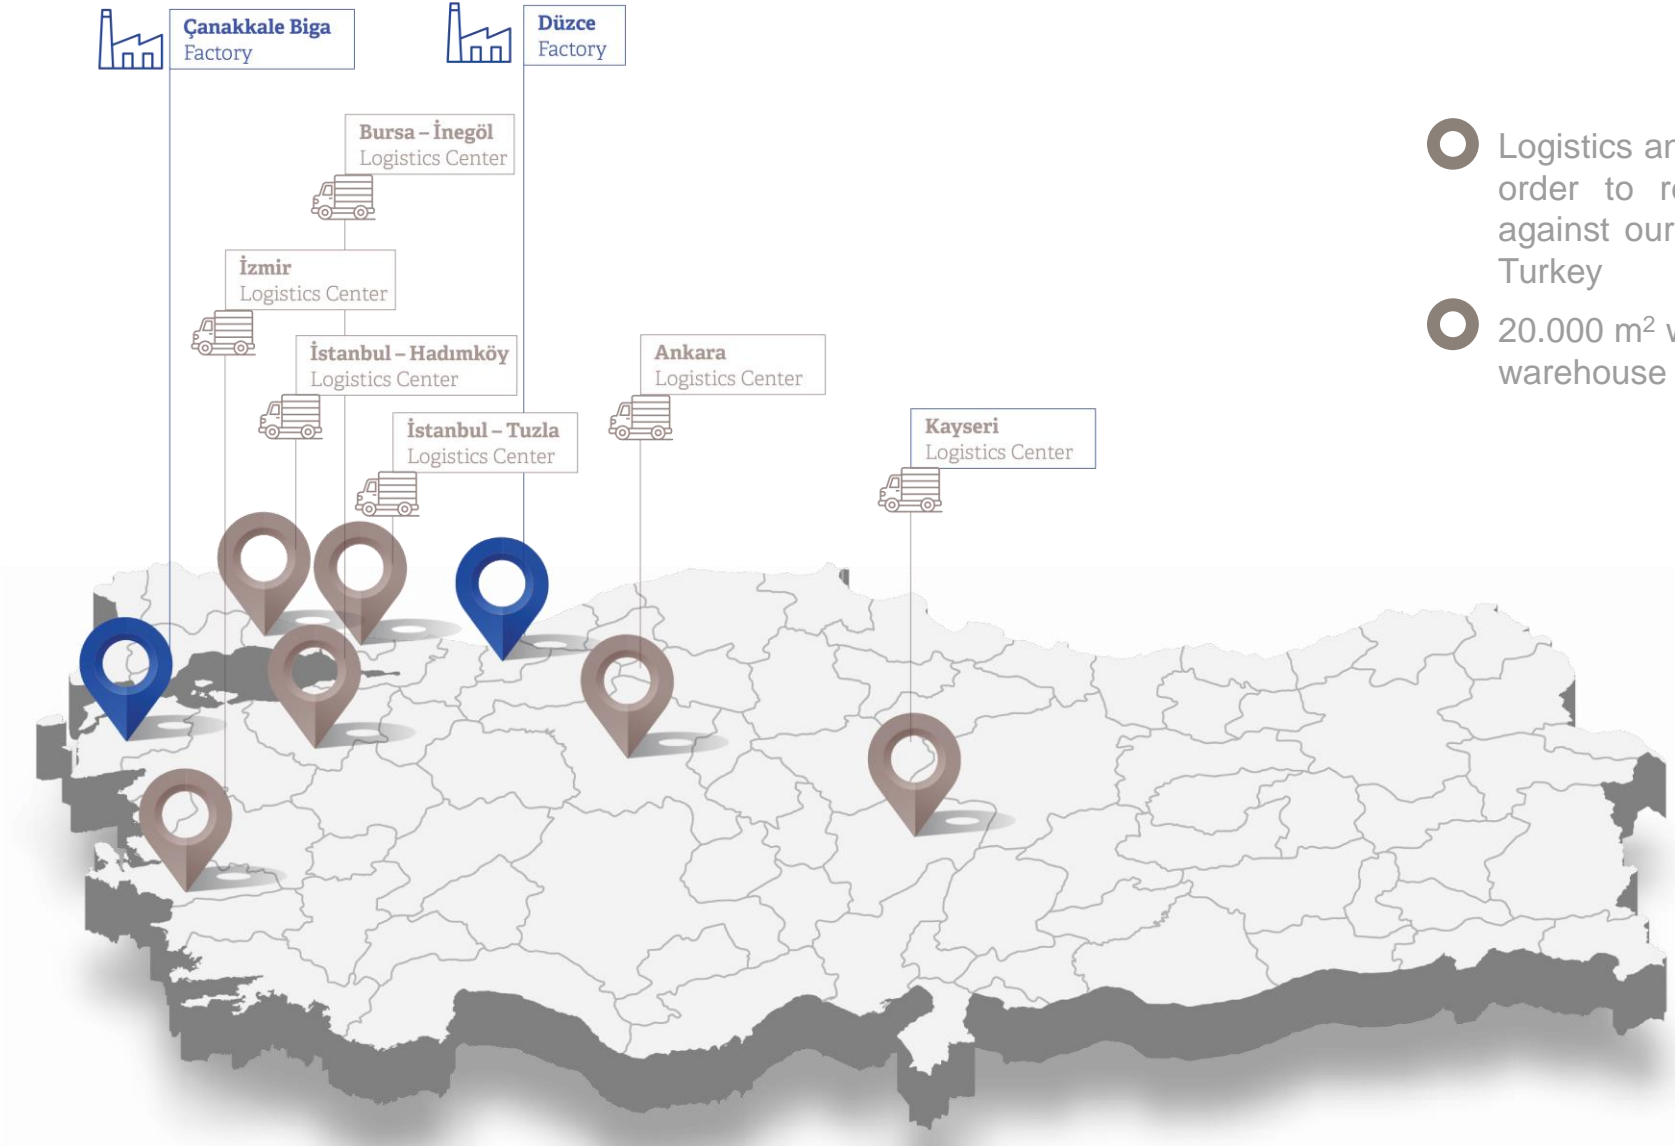 Çanakkale Biga
Factory
Düzce
Factory
Bursa – İnegöl
Logistics Center
İzmir
Logistics Center
İstanbul – Hadımköy
Logistics Center
Ankara
Logistics Center
İstanbul – Tuzla
Logistics Center
Kayseri
Logistics Center
Logistics
order to
against our
Turkey
20.000 m²
warehouse